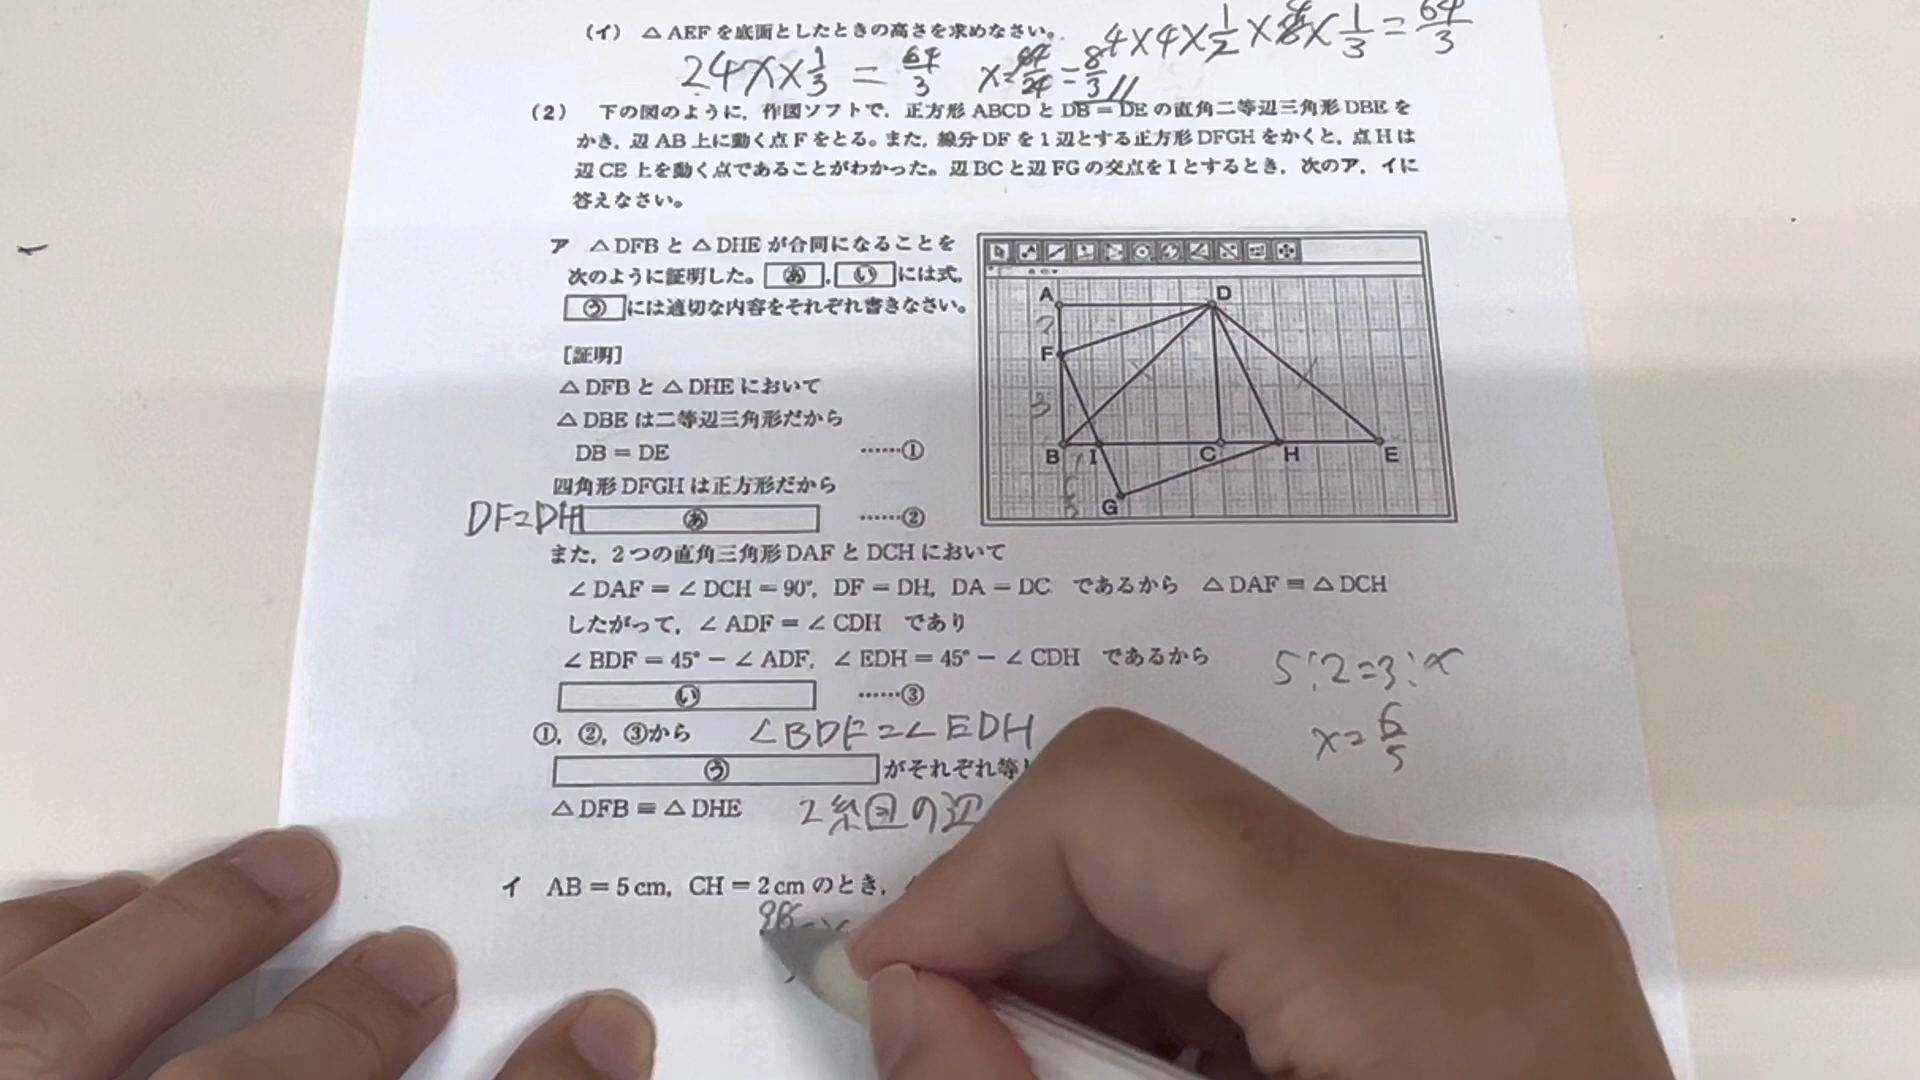 (イ) △AEFを底面としたときの高さを求めなさい。
4×4×1/2×8×1/3=64/3
24x×1/3=64/3 x=64/24=8/3
(2) 下の図のように，作図ソフトで，正方形ABCDとDB=DEの直角二等辺三角形DBEを
かき，辺AB上に動く点Fをとる。また，線分DFを1辺とする正方形DFGHをかくと，点Hは
辺CE上を動く点であることがわかった。辺BCと辺FGの交点をIとするとき，次のア，イに
答えなさい。
ア △DFBと△DHEが合同になることを
次のように証明した。 あ ， い には式，
う には適切な内容をそれぞれ書きなさい。
[証明]
△DFBと△DHEにおいて
△DBEは二等辺三角形だから
DB=DE ……①
四角形DFGHは正方形だから
DF=DH あ ……②
また，2つの直角三角形DAFとDCHにおいて
∠DAF=∠DCH=90°，DF=DH，DA=DC であるから △DAF≡△DCH
したがって，∠ADF=∠CDH であり
∠BDF=45°−∠ADF，∠EDH=45°−∠CDH であるから
い ……③
①，②，③から ∠BDF=∠EDH
う がそれぞれ等
△DFB≡△DHE 2組の辺
イ AB=5cm，CH=2cmのとき，
A
D
2
F
3
B
I
C
H
E
G
5:2=3:x
x=6/5